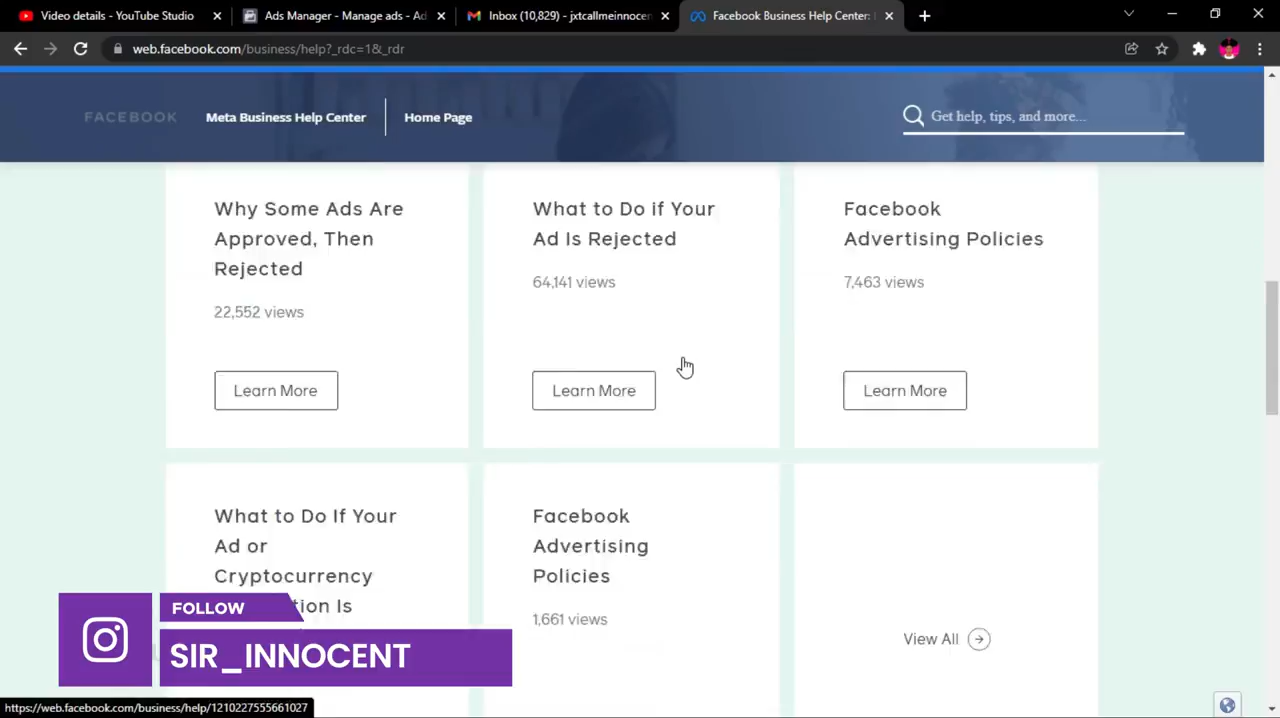 Video details - YouTube Studio
Ads Manager - Manage ads - Ad
Inbox (10,829) - jxtcallmeinnocen
Facebook Business Help Center:
web.facebook.com/business/help?_rdc=1&_rdr
FACEBOOK
Meta Business Help Center
Home Page
Get help, tips, and more...
Why Some Ads Are
Approved, Then
Rejected
22,552 views
Learn More
What to Do if Your
Ad Is Rejected
64,141 views
Learn More
Facebook
Advertising Policies
7,463 views
Learn More
What to Do If Your
Ad or
Cryptocurrency
tion Is
Facebook
Advertising
Policies
1,661 views
View All
FOLLOW
SIR_INNOCENT
https://web.facebook.com/business/help/1210227555661027